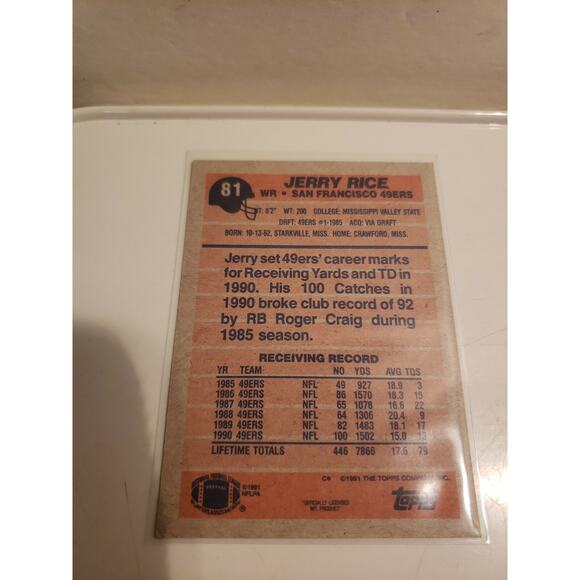 81
JERRY RICE
WR • SAN FRANCISCO 49ERS
HT: 6'2" WT: 200 COLLEGE: MISSISSIPPI VALLEY STATE
DRFT: 49ERS #1-1985 ACQ: VIA DRAFT
BORN: 10-13-62, STARKVILLE, MISS. HOME: CRAWFORD, MISS.
Jerry set 49ers' career marks
for Receiving Yards and TD in
1990. His 100 Catches in
1990 broke club record of 92
by RB Roger Craig during
1985 season.
RECEIVING RECORD
YR TEAM NO YDS AVG TDS
1985 49ERS NFL 49 927 18.9 3
1986 49ERS NFL 86 1570 18.3 15
1987 49ERS NFL 65 1078 16.6 22
1988 49ERS NFL 64 1306 20.4 9
1989 49ERS NFL 82 1483 18.1 17
1990 49ERS NFL 100 1502 15.0 13
LIFETIME TOTALS 446 7866 17.6 79
©1991 THE TOPPS COMPANY, INC.
©1991
NFLPA
"OFFICIALLY LICENSED
NFL PRODUCT"
TOPPS